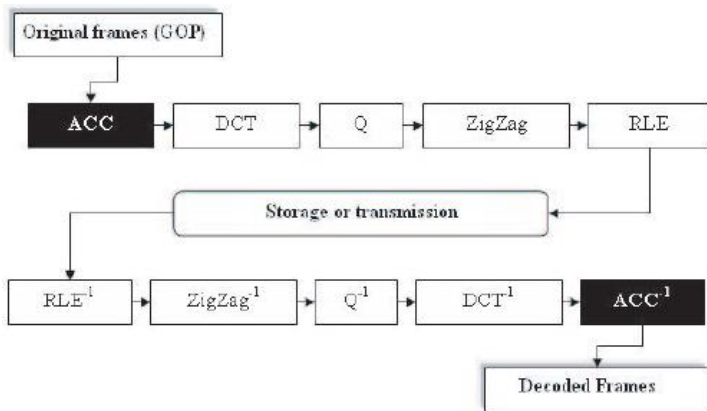 Original frames (GOP)
ACC
DCT
Q
ZigZag
RLE
Storage or transmission
RLE⁻¹
ZigZag⁻¹
Q⁻¹
DCT⁻¹
ACC⁻¹
Decoded Frames